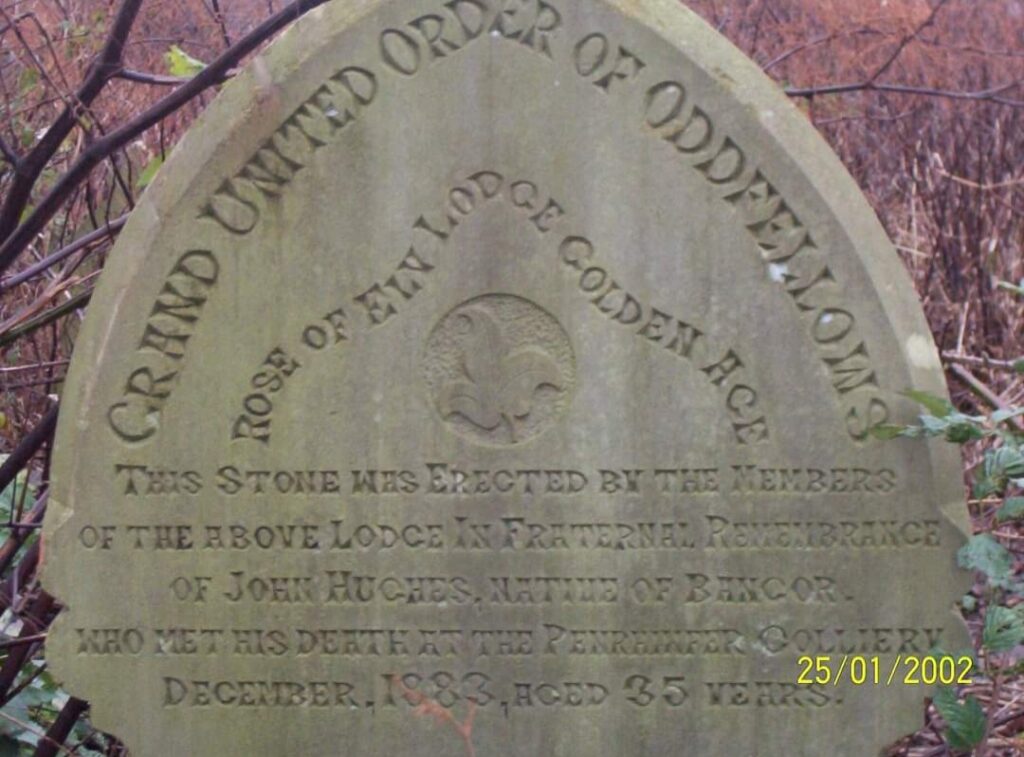 GRAND UNITED ORDER OF ODDFELLOWS
ROSE OF ELY LODGE GOLDEN AGE
THIS STONE WAS ERECTED BY THE MEMBERS
OF THE ABOVE LODGE IN FRATERNAL REMEMBRANCE
OF JOHN HUGHES, NATIVE OF BANGOR.
WHO MET HIS DEATH AT THE PENRHIWFER COLLIERY
DECEMBER, 1883, AGED 35 YEARS.
25/01/2002